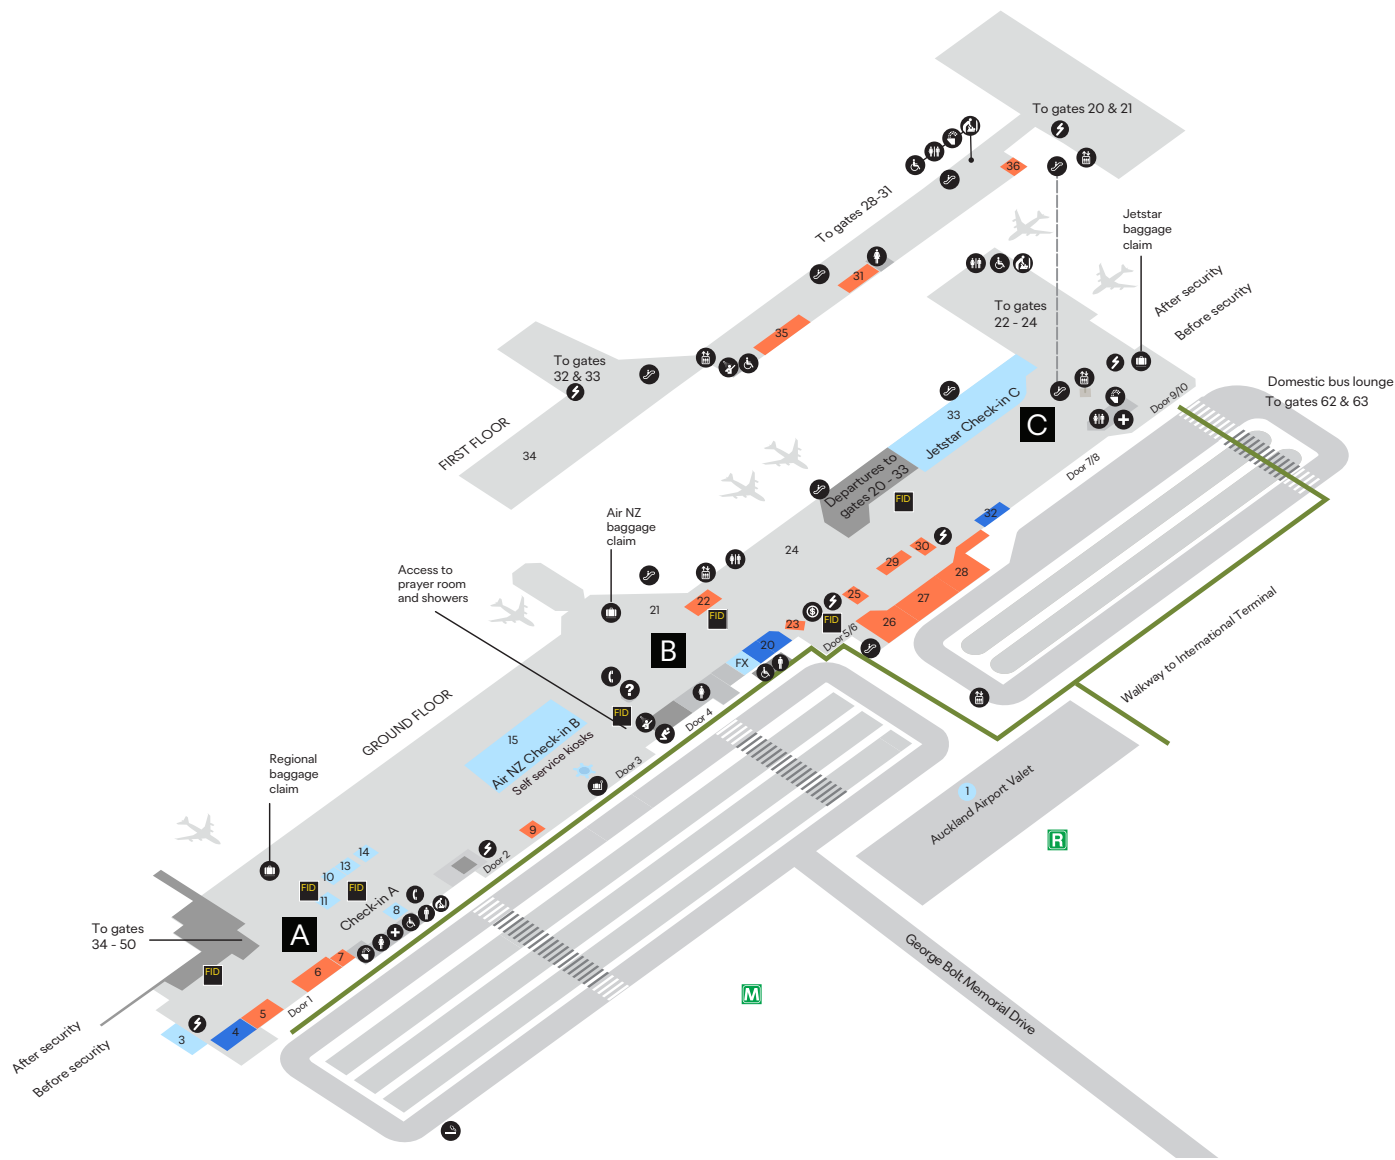 To gates 20 & 21
36
To gates 28-31
Jetstar
baggage
claim
After security
Before security
31
To gates
22 - 24
35
To gates
32 & 33
Domestic bus lounge
To gates 62 & 63
Door 9/10
33
Jetstar Check-in C
C
FIRST FLOOR
34
Door 7/8
Departures to
gates 20 - 33
FID
32
Air NZ
baggage
claim
24
30
29
28
Access to
prayer room
and showers
22
21
FID
25
27
23
FID
26
Door 5/6
B
20
FX
Walkway to International Terminal
?
FID
Door 4
GROUND FLOOR
15
Air NZ Check-in B
Self service kiosks
Door 3
Regional
baggage
claim
1
Auckland Airport Valet
R
9
14
13
10
Door 2
FID
FID
11
Check-in A
8
To gates
34 - 50
A
7
6
FID
George Bolt Memorial Drive
M
Door 1
5
4
3
After security
Before security